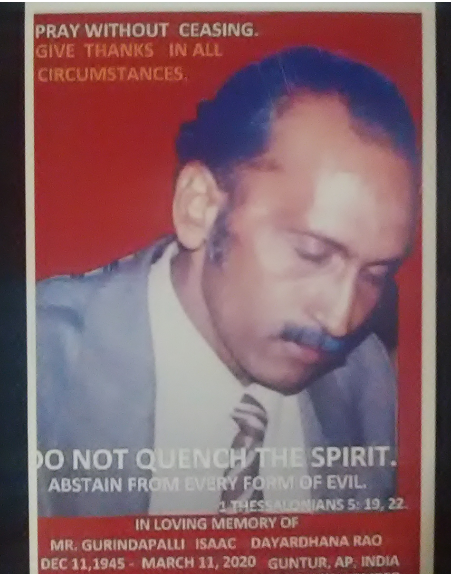 PRAY WITHOUT CEASING.
GIVE THANKS IN ALL
CIRCUMSTANCES.
DO NOT QUENCH THE SPIRIT.
ABSTAIN FROM EVERY FORM OF EVIL.
1 THESSALONIANS 5: 19, 22.
IN LOVING MEMORY OF
MR. GURINDAPALLI ISAAC DAYARDHANA RAO
DEC 11,1945 - MARCH 11, 2020 GUNTUR, AP, INDIA